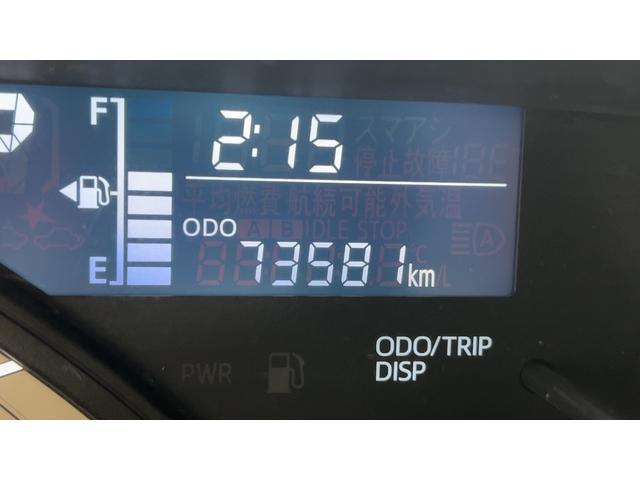 P
F
2:15
スマアシ
停止故障
平均燃費 航続可能外気温
ODO
A B IDLE STOP
A
E
73581 km
ODO/TRIP
DISP
PWR